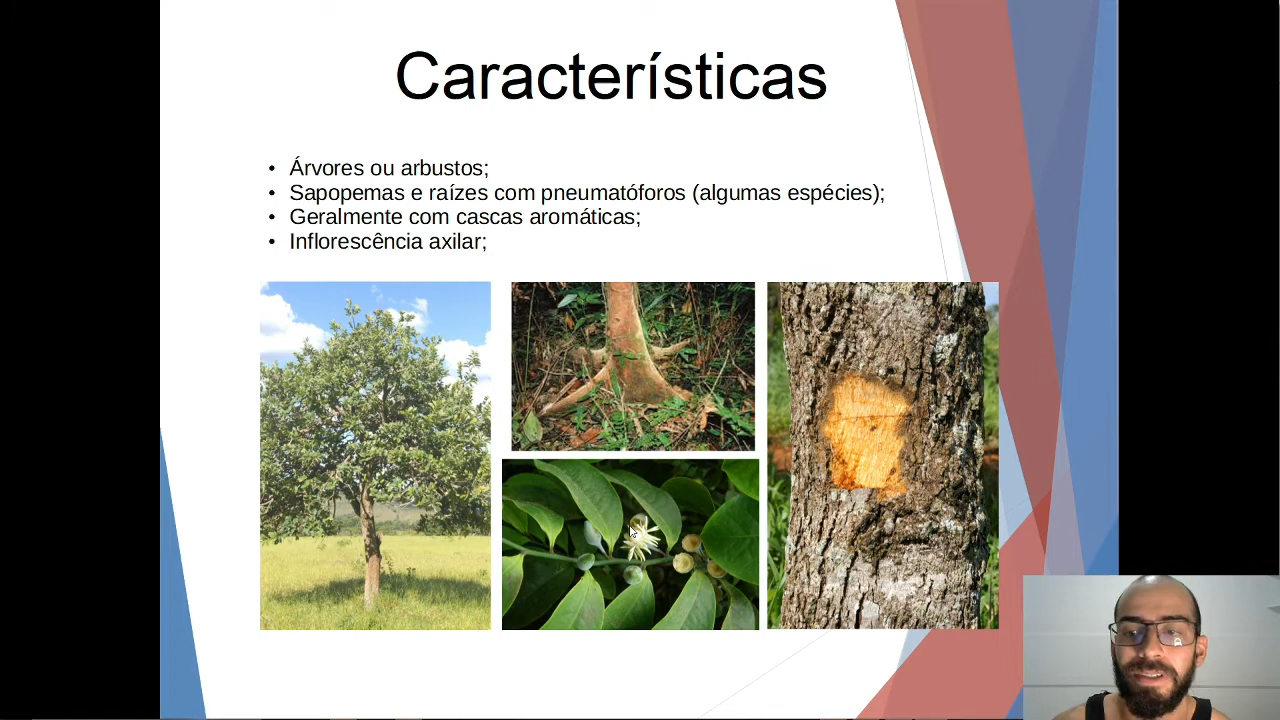 Características
• Árvores ou arbustos;
• Sapopemas e raízes com pneumatóforos (algumas espécies);
• Geralmente com cascas aromáticas;
• Inflorescência axilar;